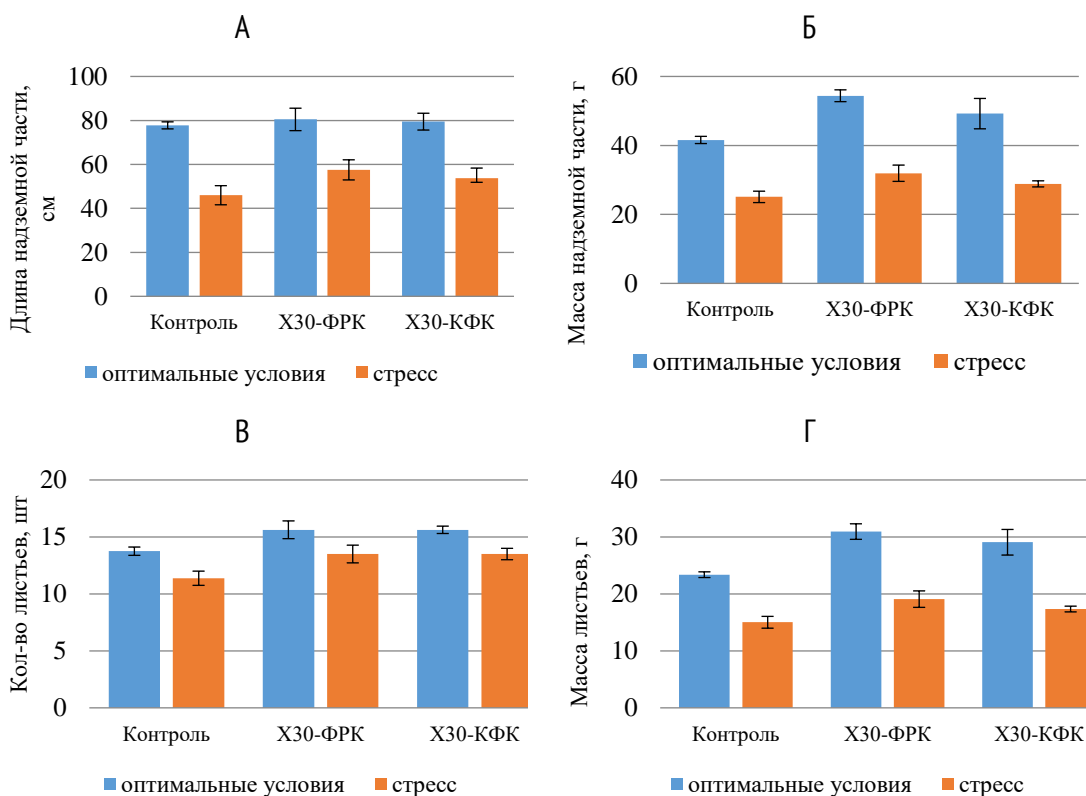 А
Длина надземной части,
см
100
80
60
40
20
0
Контроль
Х30-ФРК
Х30-КФК
оптимальные условия
стресс
Б
Масса надземной части, г
60
40
20
0
Контроль
Х30-ФРК
Х30-КФК
оптимальные условия
стресс
В
Кол-во листьев, шт
20
15
10
5
0
Контроль
Х30-ФРК
Х30-КФК
оптимальные условия
стресс
Г
Масса листьев, г
40
30
20
10
0
Контроль
Х30-ФРК
Х30-КФК
оптимальные условия
стресс